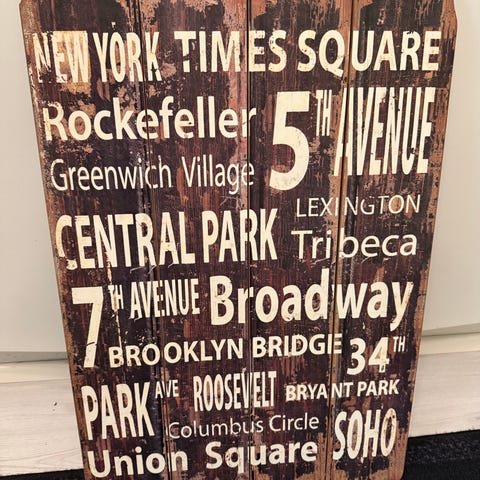 NEW YORK TIMES SQUARE
Rockefeller
5TH AVENUE
Greenwich Village
LEXINGTON
CENTRAL PARK
Tribeca
7TH AVENUE
Broadway
BROOKLYN BRIDGE
34TH
PARK AVE
ROOSEVELT
BRYANT PARK
Columbus Circle
SOHO
Union Square